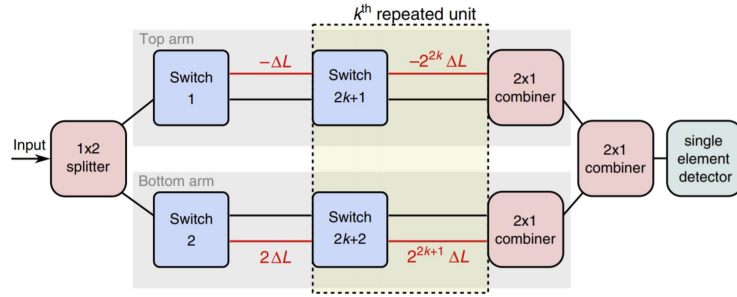 kth repeated unit
Top arm
−ΔL
−2^{2k} ΔL
Switch
1
Switch
2k+1
2x1
combiner
Input
1x2
splitter
2x1
combiner
single
element
detector
Bottom arm
Switch
2
Switch
2k+2
2x1
combiner
2ΔL
2^{2k+1} ΔL